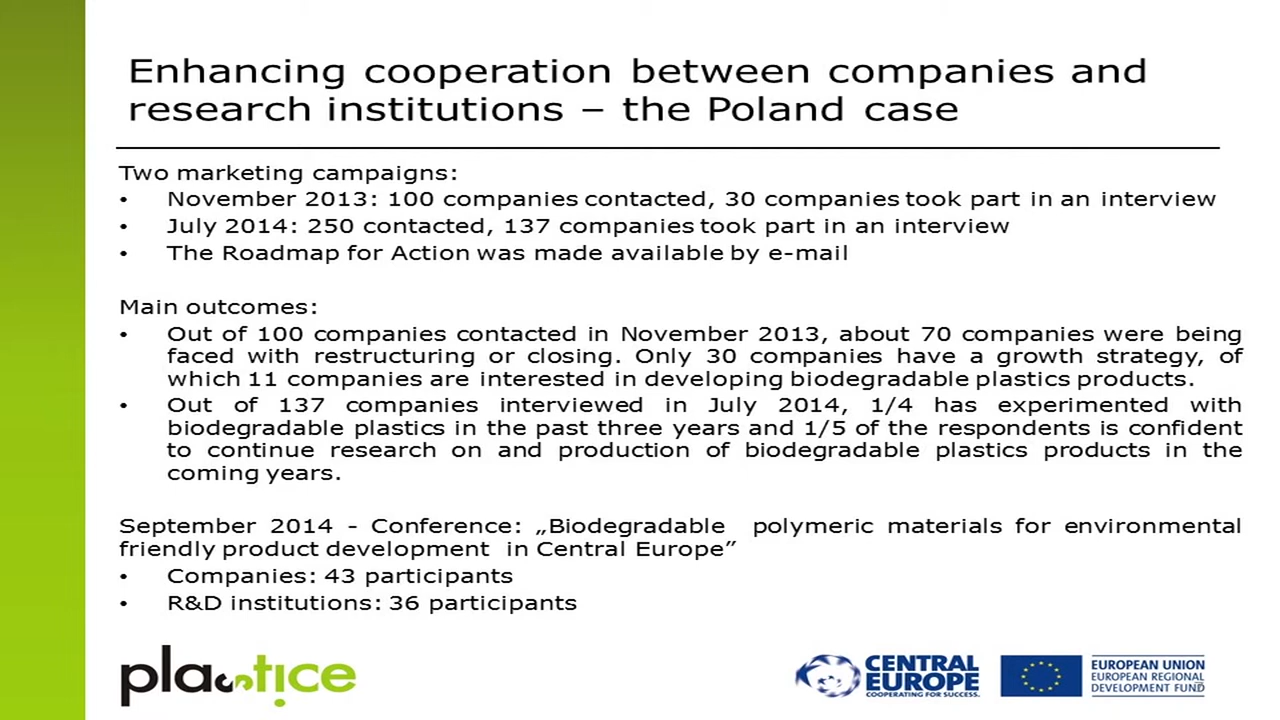 Enhancing cooperation between companies and
research institutions – the Poland case
Two marketing campaigns:
• November 2013: 100 companies contacted, 30 companies took part in an interview
• July 2014: 250 contacted, 137 companies took part in an interview
• The Roadmap for Action was made available by e-mail
Main outcomes:
• Out of 100 companies contacted in November 2013, about 70 companies were being
faced with restructuring or closing. Only 30 companies have a growth strategy, of
which 11 companies are interested in developing biodegradable plastics products.
• Out of 137 companies interviewed in July 2014, 1/4 has experimented with
biodegradable plastics in the past three years and 1/5 of the respondents is confident
to continue research on and production of biodegradable plastics products in the
coming years.
September 2014 - Conference: „Biodegradable polymeric materials for environmental
friendly product development in Central Europe”
• Companies: 43 participants
• R&D institutions: 36 participants
plastice
CENTRAL
EUROPE
COOPERATING FOR SUCCESS.
EUROPEAN UNION
EUROPEAN REGIONAL
DEVELOPMENT FUND